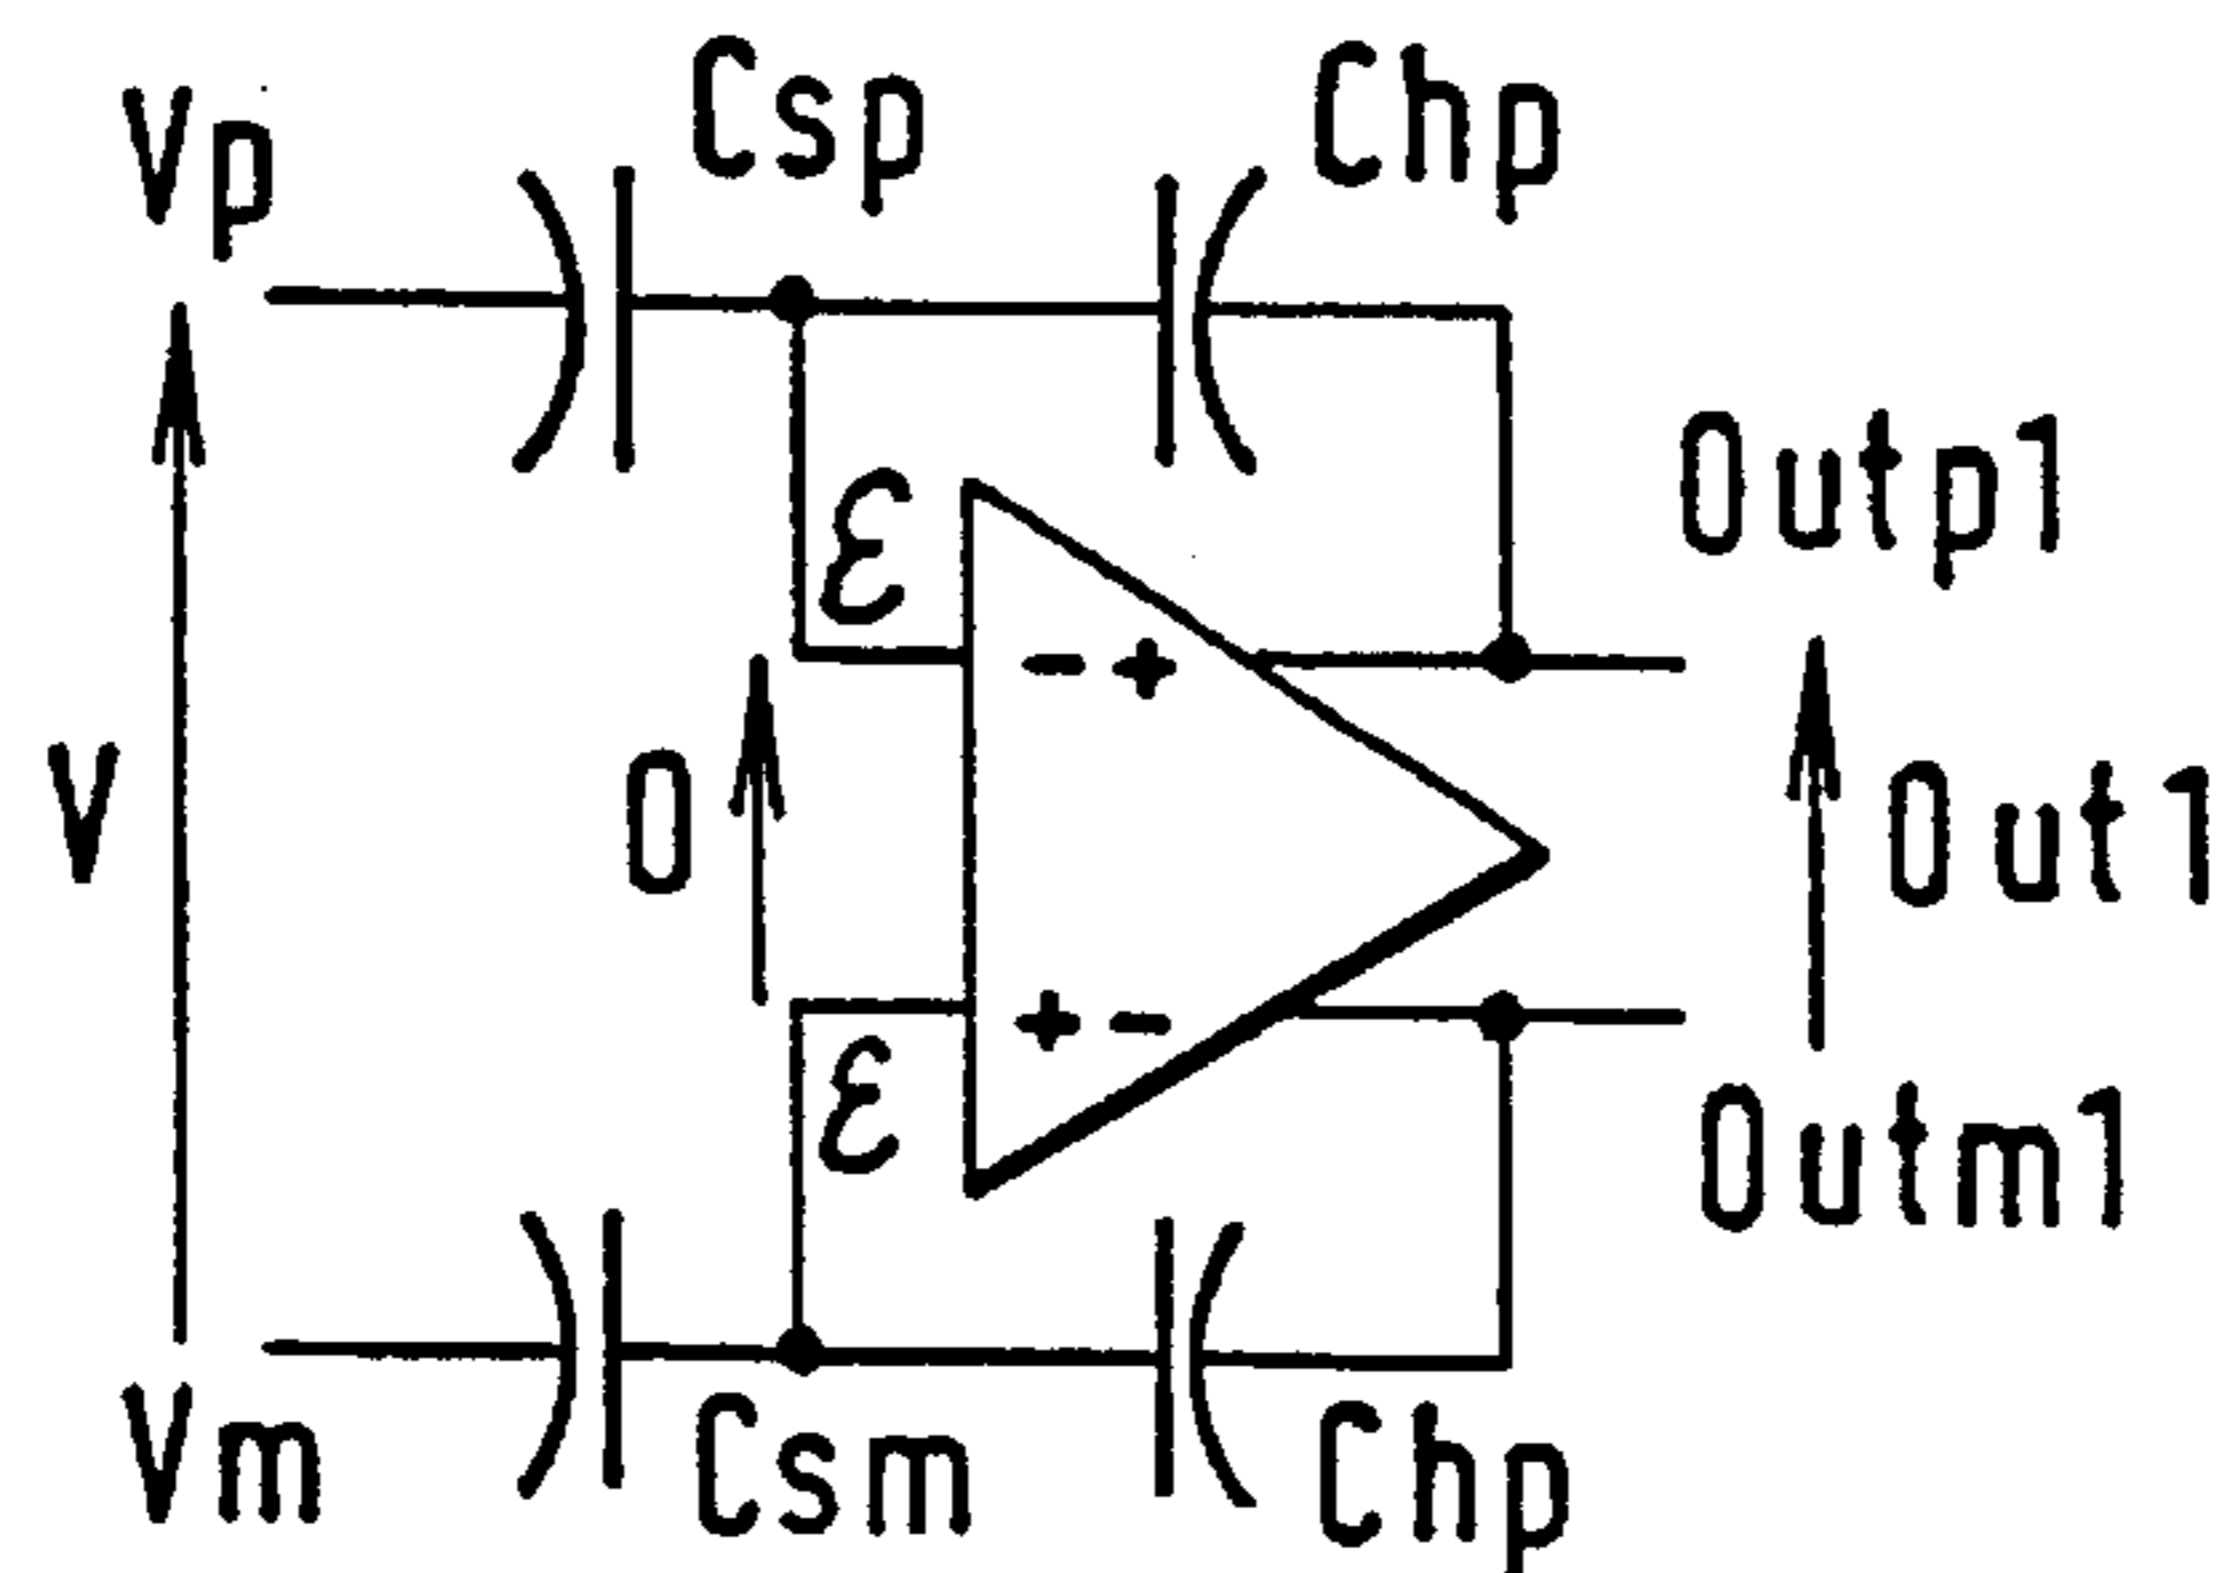 Vp
Csp
Chp
ε
Outp1
- +
V
0
Out1
+ -
ε
Outm1
Vm
Csm
Chp